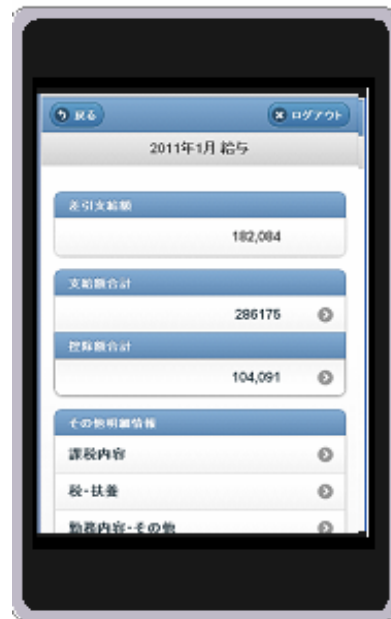 戻る
ログアウト
2011年1月 給与
差引支給額
182,084
支給額合計
286175
控除額合計
104,091
その他明細情報
課税内容
税・扶養
勤務内容・その他